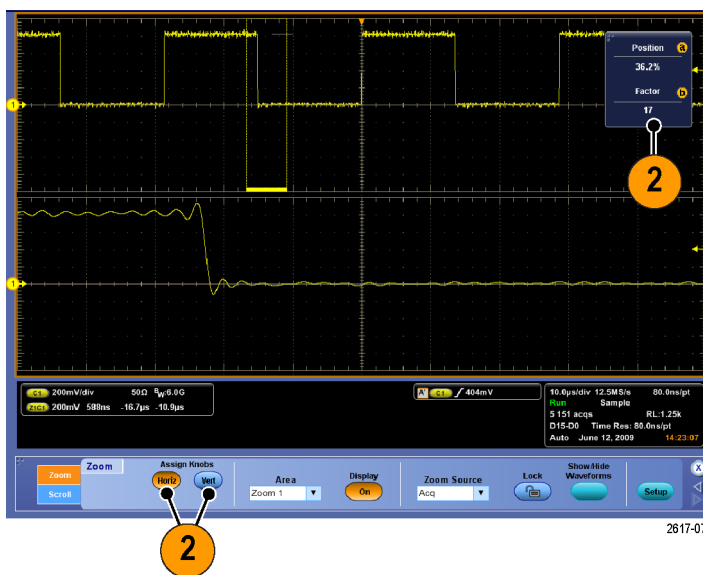 Position a
36.2%
Factor b
17
2
1
1
C1 200mV/div 50Ω BW:6.0G
Z1C1 200mV 588ns -16.7µs -10.9µs
A' C1 404mV
10.0µs/div 12.5MS/s 80.0ns/pt
Run Sample
5 151 acqs RL:1.25k
D15-D0 Time Res: 80.0ns/pt
Auto June 12, 2009 14:23:07
Zoom
Scroll
Zoom
Assign Knobs
Horiz Vert
Area
Zoom 1
Display
On
Zoom Source
Acq
Lock
Show/Hide
Waveforms
Setup
X
2
2617-07